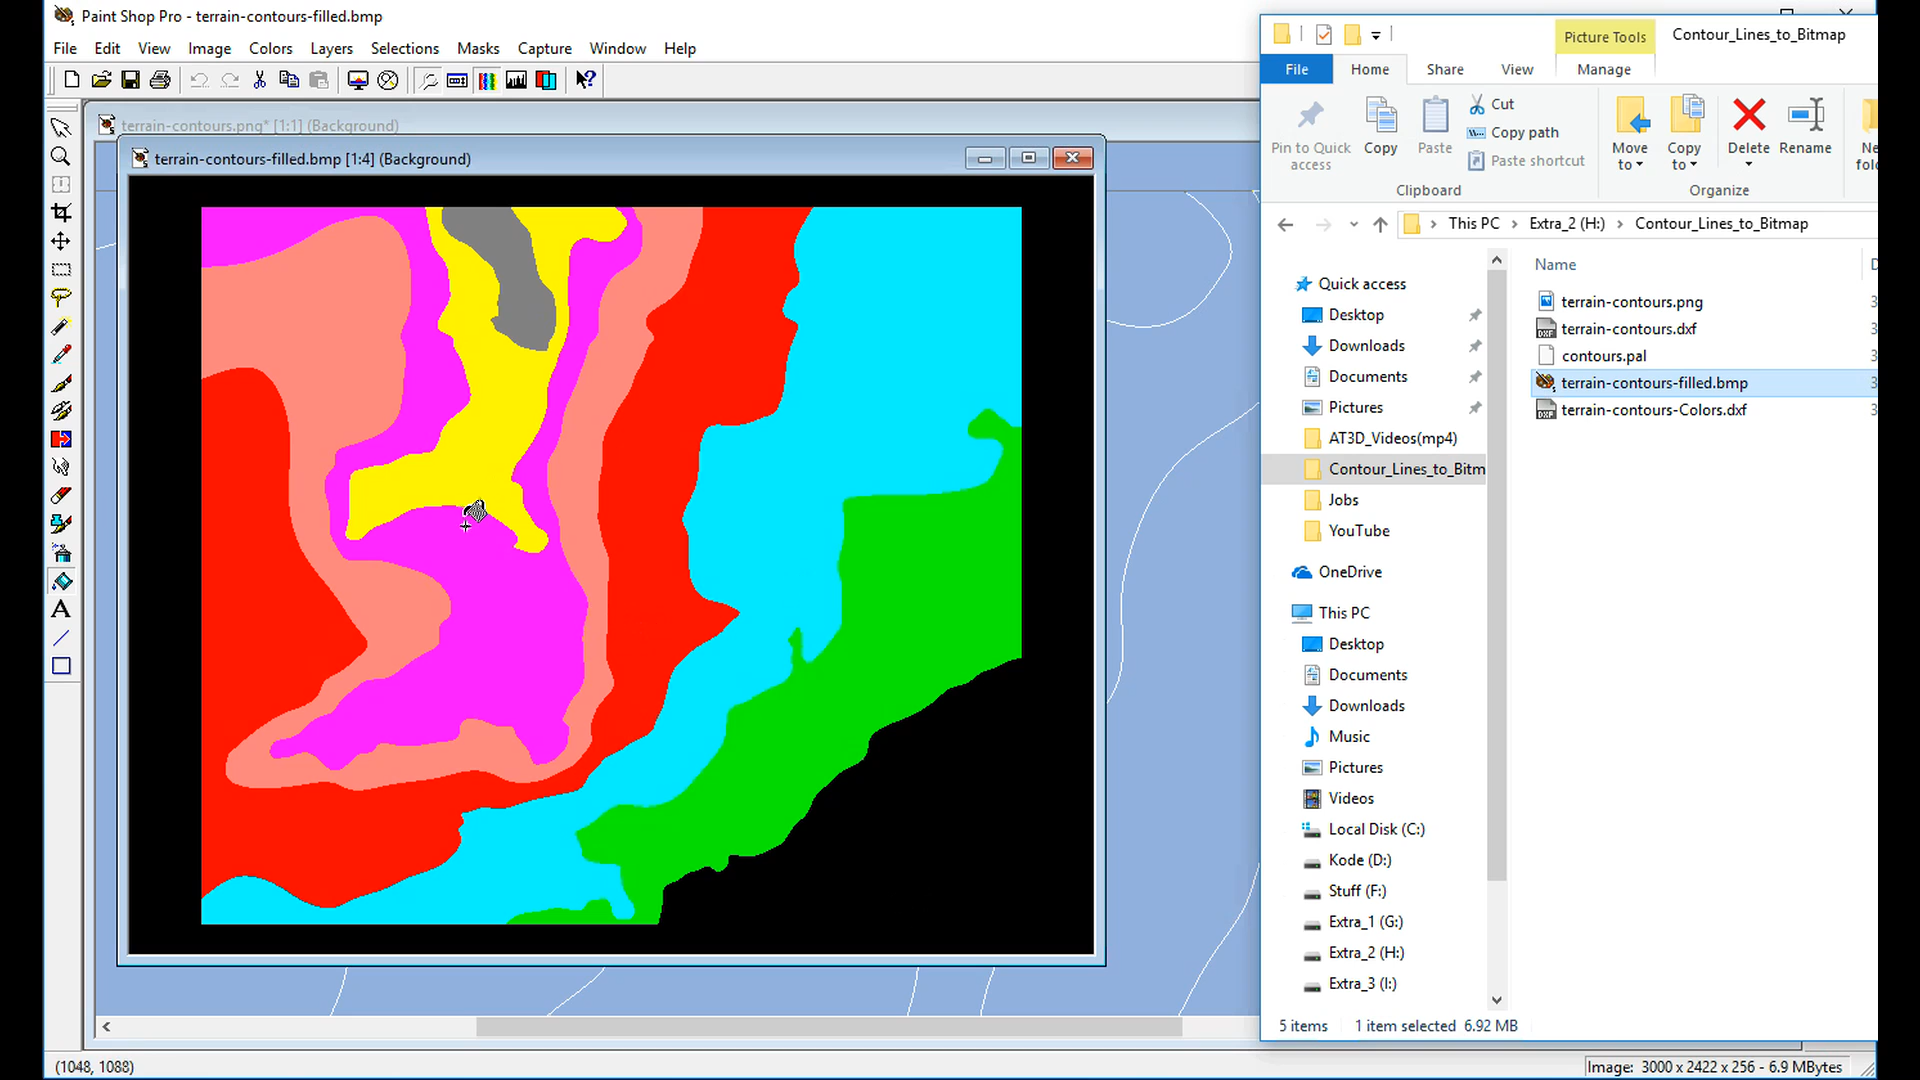 Paint Shop Pro - terrain-contours-filled.bmp
File Edit View Image Colors Layers Selections Masks Capture Window Help
terrain-contours.png* [1:1] (Background)
terrain-contours-filled.bmp [1:4] (Background)
A
(1048, 1088)
Image: 3000 x 2422 x 256 - 6.9 MBytes
Picture Tools
Contour_Lines_to_Bitmap
File Home Share View Manage
Pin to Quick access
Copy
Paste
Cut
Copy path
Paste shortcut
Move to
Copy to
Delete
Rename
Clipboard
Organize
This PC > Extra_2 (H:) > Contour_Lines_to_Bitmap
Quick access
Desktop
Downloads
Documents
Pictures
AT3D_Videos(mp4)
Contour_Lines_to_Bitm
Jobs
YouTube
OneDrive
This PC
Desktop
Documents
Downloads
Music
Pictures
Videos
Local Disk (C:)
Kode (D:)
Stuff (F:)
Extra_1 (G:)
Extra_2 (H:)
Extra_3 (I:)
Name
terrain-contours.png
terrain-contours.dxf
contours.pal
terrain-contours-filled.bmp
terrain-contours-Colors.dxf
5 items 1 item selected 6.92 MB